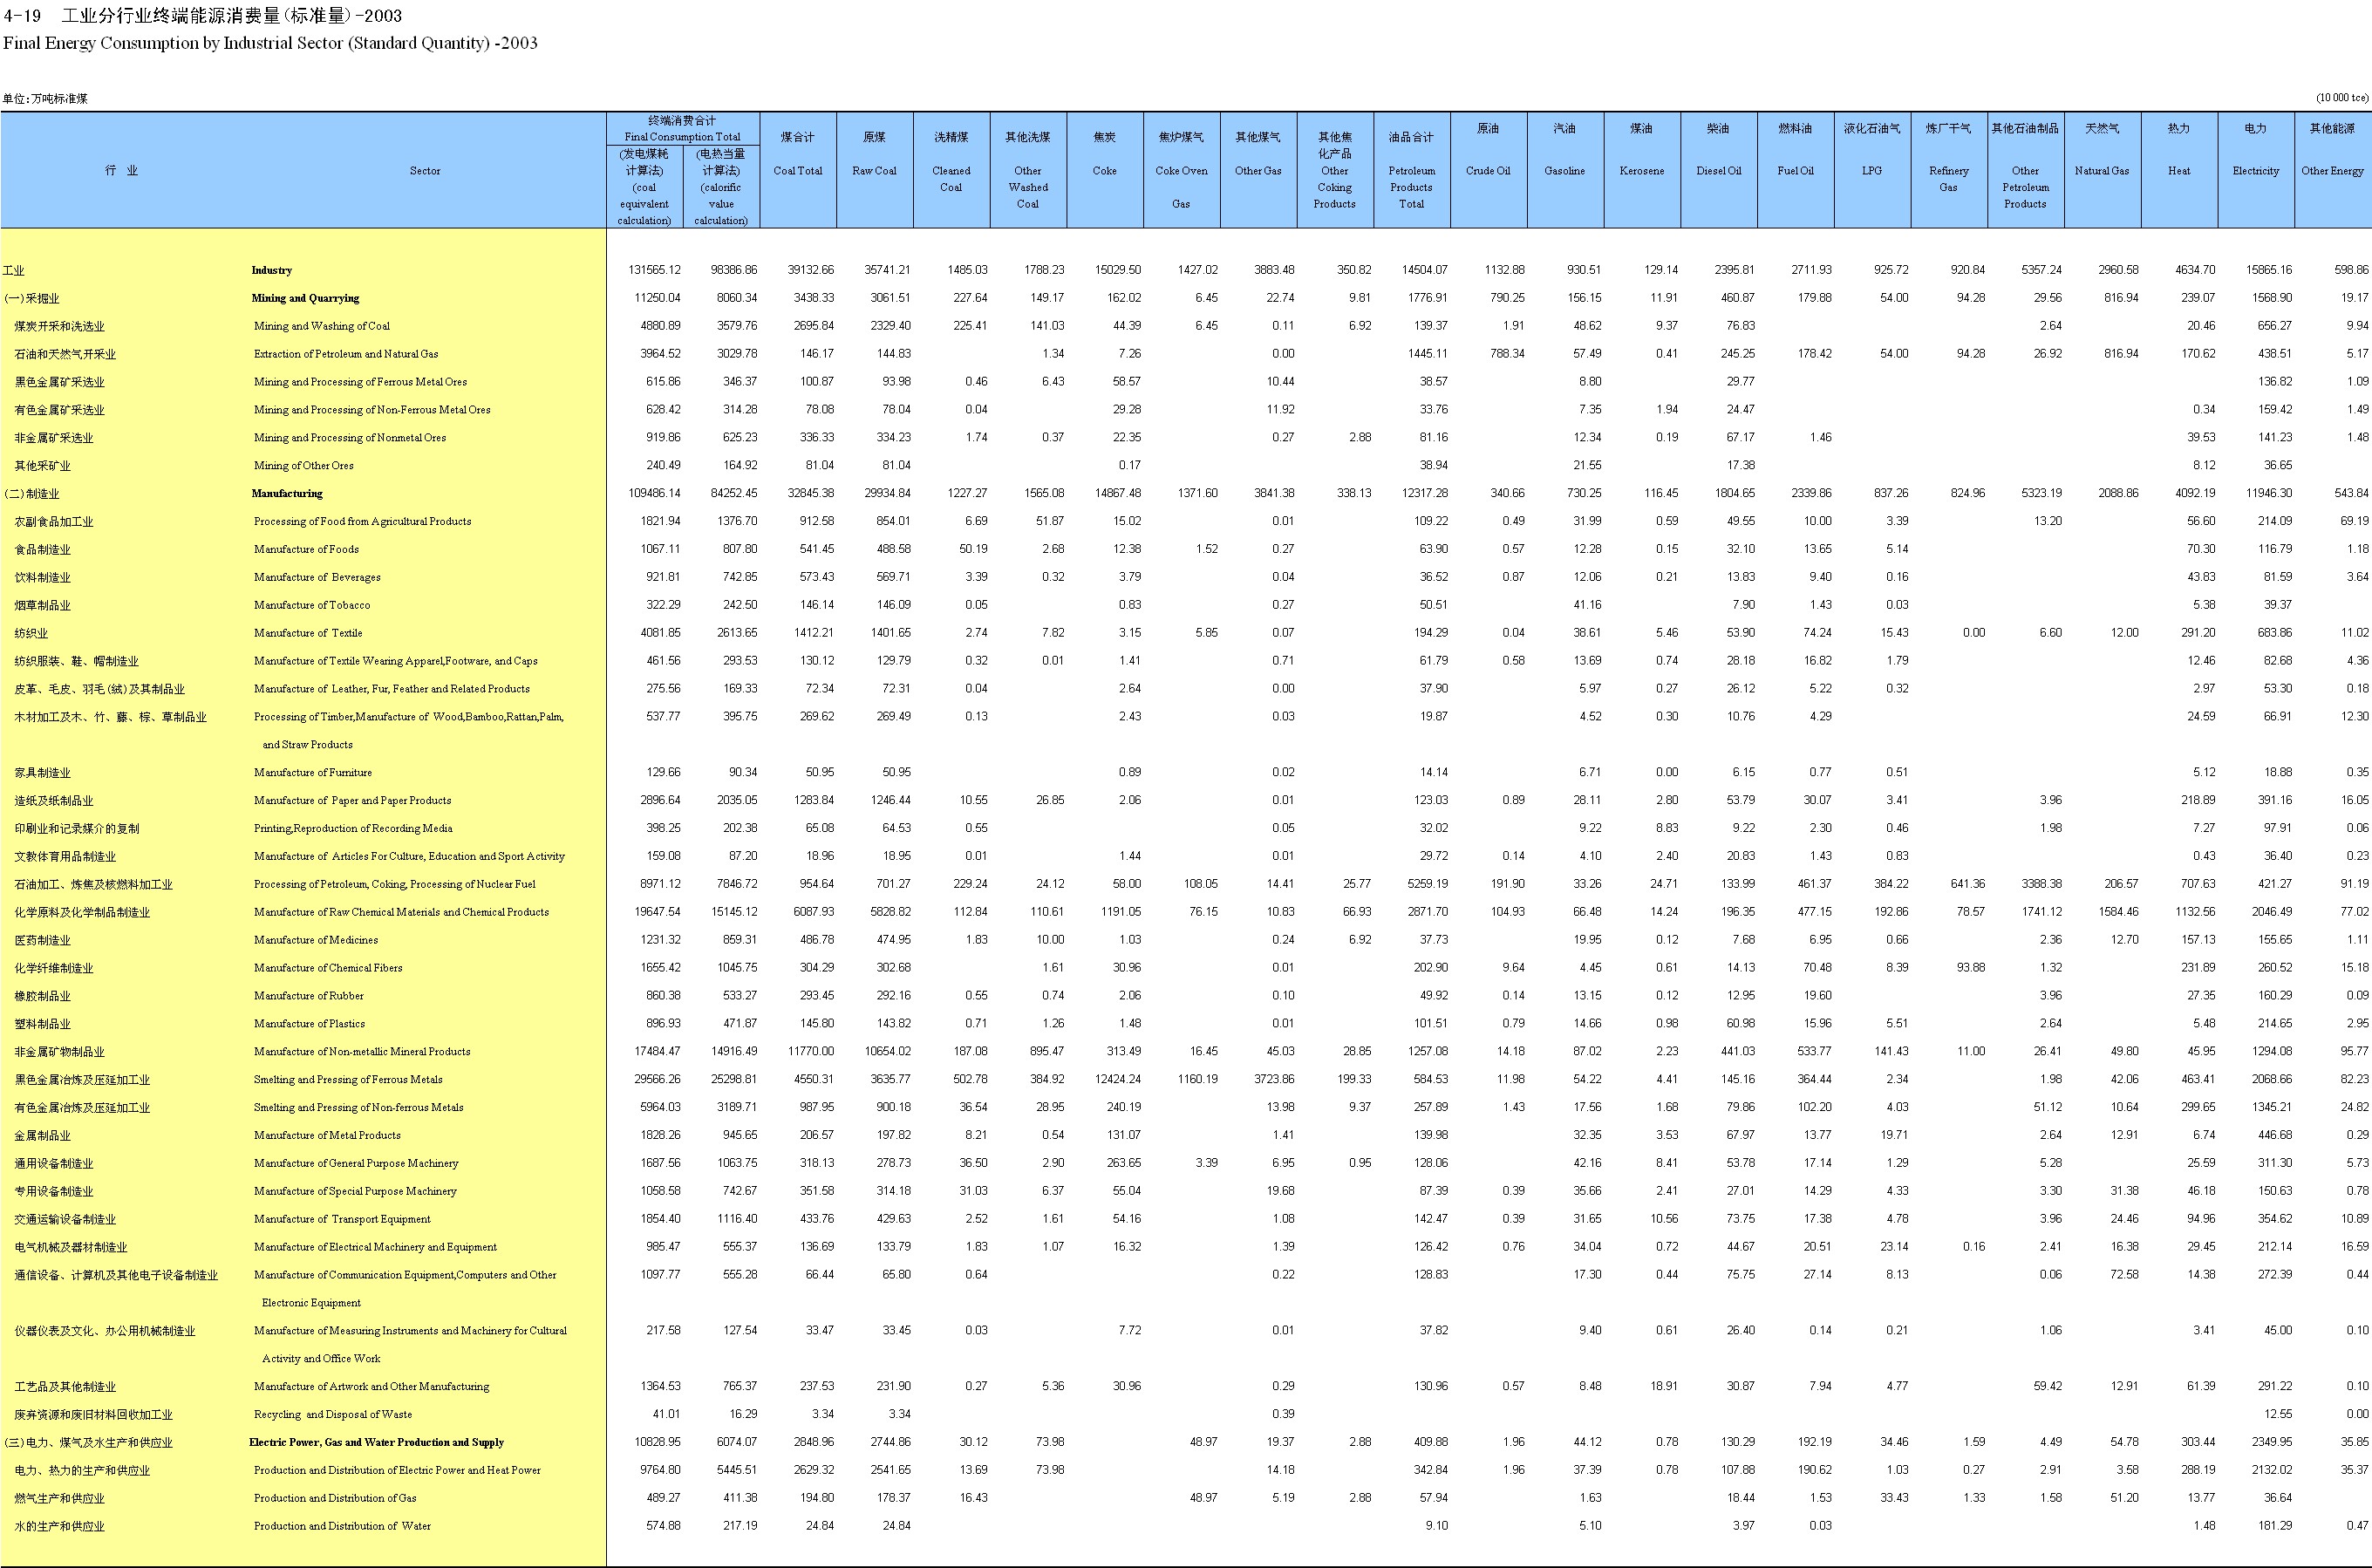 4-19 工业分行业终端能源消费量(标准量)-2003
Final Energy Consumption by Industrial Sector (Standard Quantity) -2003
单位:万吨标准煤 (10 000 tce)
行 业 Sector 终端消费合计 Final Consumption Total (发电煤耗计算法) (coal equivalent calculation) (电热当量计算法) (calorific value calculation) 煤合计 Coal Total 原煤 Raw Coal 洗精煤 Cleaned Coal 其他洗煤 Other Washed Coal 焦炭 Coke 焦炉煤气 Coke Oven Gas 其他煤气 Other Gas 其他焦化产品 Other Coking Products 油品合计 Petroleum Products Total 原油 Crude Oil 汽油 Gasoline 煤油 Kerosene 柴油 Diesel Oil 燃料油 Fuel Oil 液化石油气 LPG 炼厂干气 Refinery Gas 其他石油制品 Other Petroleum Products 天然气 Natural Gas 热力 Heat 电力 Electricity 其他能源 Other Energy
工业 Industry 131565.12 98386.86 39132.66 35741.21 1485.03 1788.23 15029.50 1427.02 3883.48 350.82 14504.07 1132.88 930.51 129.14 2395.81 2711.93 925.72 920.84 5357.24 2960.58 4634.70 15865.16 598.86
(一)采掘业 Mining and Quarrying 11250.04 8060.34 3438.33 3061.51 227.64 149.17 162.02 6.45 22.74 9.81 1776.91 790.25 156.15 11.91 460.87 179.88 54.00 94.28 29.56 816.94 239.07 1568.90 19.17
煤炭开采和洗选业 Mining and Washing of Coal 4880.89 3579.76 2695.84 2329.40 225.41 141.03 44.39 6.45 0.11 6.92 139.37 1.91 48.62 9.37 76.83 2.64 20.46 656.27 9.94
石油和天然气开采业 Extraction of Petroleum and Natural Gas 3964.52 3029.78 146.17 144.83 1.34 7.26 0.00 1445.11 788.34 57.49 0.41 245.25 178.42 54.00 94.28 26.92 816.94 170.62 438.51 5.17
黑色金属矿采选业 Mining and Processing of Ferrous Metal Ores 615.86 346.37 100.87 93.98 0.46 6.43 58.57 10.44 38.57 8.80 29.77 136.82 1.09
有色金属矿采选业 Mining and Processing of Non-Ferrous Metal Ores 628.42 314.28 78.08 78.04 0.04 29.28 11.92 33.76 7.35 1.94 24.47 0.34 159.42 1.49
非金属矿采选业 Mining and Processing of Nonmetal Ores 919.86 625.23 336.33 334.23 1.74 0.37 22.35 0.27 2.88 81.16 12.34 0.19 67.17 1.46 39.53 141.23 1.48
其他采矿业 Mining of Other Ores 240.49 164.92 81.04 81.04 0.17 38.94 21.55 17.38 8.12 36.65
(二)制造业 Manufacturing 109486.14 84252.45 32845.38 29934.84 1227.27 1565.08 14867.48 1371.60 3841.38 338.13 12317.28 340.66 730.25 116.45 1804.65 2339.86 837.26 824.96 5323.19 2088.86 4092.19 11946.30 543.84
农副食品加工业 Processing of Food from Agricultural Products 1821.94 1376.70 912.58 854.01 6.69 51.87 15.02 0.01 109.22 0.49 31.99 0.59 49.55 10.00 3.39 13.20 56.60 214.09 69.19
食品制造业 Manufacture of Foods 1067.11 807.80 541.45 488.58 50.19 2.68 12.38 1.52 0.27 63.90 0.57 12.28 0.15 32.10 13.65 5.14 70.30 116.79 1.18
饮料制造业 Manufacture of Beverages 921.81 742.85 573.43 569.71 3.39 0.32 3.79 0.04 36.52 0.87 12.06 0.21 13.83 9.40 0.16 43.83 81.59 3.64
烟草制品业 Manufacture of Tobacco 322.29 242.50 146.14 146.09 0.05 0.83 0.27 50.51 41.16 7.90 1.43 0.03 5.38 39.37
纺织业 Manufacture of Textile 4081.85 2613.65 1412.21 1401.65 2.74 7.82 3.15 5.85 0.07 194.29 0.04 38.61 5.46 53.90 74.24 15.43 0.00 6.60 12.00 291.20 683.86 11.02
纺织服装、鞋、帽制造业 Manufacture of Textile Wearing Apparel,Footware, and Caps 461.56 293.53 130.12 129.79 0.32 0.01 1.41 0.71 61.79 0.58 13.69 0.74 28.18 16.82 1.79 12.46 82.68 4.36
皮革、毛皮、羽毛(绒)及其制品业 Manufacture of Leather, Fur, Feather and Related Products 275.56 169.33 72.34 72.31 0.04 2.64 0.00 37.90 5.97 0.27 26.12 5.22 0.32 2.97 53.30 0.18
木材加工及木、竹、藤、棕、草制品业 Processing of Timber,Manufacture of Wood,Bamboo,Rattan,Palm, 537.77 395.75 269.62 269.49 0.13 2.43 0.03 19.87 4.52 0.30 10.76 4.29 24.59 66.91 12.30
and Straw Products
家具制造业 Manufacture of Furniture 129.66 90.34 50.95 50.95 0.89 0.02 14.14 6.71 0.00 6.15 0.77 0.51 5.12 18.88 0.35
造纸及纸制品业 Manufacture of Paper and Paper Products 2896.64 2035.05 1283.84 1246.44 10.55 26.85 2.06 0.01 123.03 0.89 28.11 2.80 53.79 30.07 3.41 3.96 218.89 391.16 16.05
印刷业和记录媒介的复制 Printing,Reproduction of Recording Media 398.25 202.38 65.08 64.53 0.55 0.05 32.02 9.22 8.83 9.22 2.30 0.46 1.98 7.27 97.91 0.06
文教体育用品制造业 Manufacture of Articles For Culture, Education and Sport Activity 159.08 87.20 18.96 18.95 0.01 1.44 0.01 29.72 0.14 4.10 2.40 20.83 1.43 0.83 0.43 36.40 0.23
石油加工、炼焦及核燃料加工业 Processing of Petroleum, Coking, Processing of Nuclear Fuel 8971.12 7846.72 954.64 701.27 229.24 24.12 58.00 108.05 14.41 25.77 5259.19 191.90 33.26 24.71 133.99 461.37 384.22 641.36 3388.38 206.57 707.63 421.27 91.19
化学原料及化学制品制造业 Manufacture of Raw Chemical Materials and Chemical Products 19647.54 15145.12 6087.93 5828.82 112.84 110.61 1191.05 76.15 10.83 66.93 2871.70 104.93 66.48 14.24 196.35 477.15 192.86 78.57 1741.12 1584.46 1132.56 2046.49 77.02
医药制造业 Manufacture of Medicines 1231.32 859.31 486.78 474.95 1.83 10.00 1.03 0.24 6.92 37.73 19.95 0.12 7.68 6.95 0.66 2.36 12.70 157.13 155.65 1.11
化学纤维制造业 Manufacture of Chemical Fibers 1655.42 1045.75 304.29 302.68 1.61 30.96 0.01 202.90 9.64 4.45 0.61 14.13 70.48 8.39 93.88 1.32 231.89 260.52 15.18
橡胶制品业 Manufacture of Rubber 860.38 533.27 293.45 292.16 0.55 0.74 2.06 0.10 49.92 0.14 13.15 0.12 12.95 19.60 3.96 27.35 160.29 0.09
塑料制品业 Manufacture of Plastics 896.93 471.87 145.80 143.82 0.71 1.26 1.48 0.01 101.51 0.79 14.66 0.98 60.98 15.96 5.51 2.64 5.48 214.65 2.95
非金属矿物制品业 Manufacture of Non-metallic Mineral Products 17484.47 14916.49 11770.00 10654.02 187.08 895.47 313.49 16.45 45.03 28.85 1257.08 14.18 87.02 2.23 441.03 533.77 141.43 11.00 26.41 49.80 45.95 1294.08 95.77
黑色金属冶炼及压延加工业 Smelting and Pressing of Ferrous Metals 29566.26 25298.81 4550.31 3635.77 502.78 384.92 12424.24 1160.19 3723.86 199.33 584.53 11.98 54.22 4.41 145.16 364.44 2.34 1.98 42.06 463.41 2068.66 82.23
有色金属冶炼及压延加工业 Smelting and Pressing of Non-ferrous Metals 5964.03 3189.71 987.95 900.18 36.54 28.95 240.19 13.98 9.37 257.89 1.43 17.56 1.68 79.86 102.20 4.03 51.12 10.64 299.65 1345.21 24.82
金属制品业 Manufacture of Metal Products 1828.26 945.65 206.57 197.82 8.21 0.54 131.07 1.41 139.98 32.35 3.53 67.97 13.77 19.71 2.64 12.91 6.74 446.68 0.29
通用设备制造业 Manufacture of General Purpose Machinery 1687.56 1063.75 318.13 278.73 36.50 2.90 263.65 3.39 6.95 0.95 128.06 42.16 8.41 53.78 17.14 1.29 5.28 25.59 311.30 5.73
专用设备制造业 Manufacture of Special Purpose Machinery 1058.58 742.67 351.58 314.18 31.03 6.37 55.04 19.68 87.39 0.39 35.66 2.41 27.01 14.29 4.33 3.30 31.38 46.18 150.63 0.78
交通运输设备制造业 Manufacture of Transport Equipment 1854.40 1116.40 433.76 429.63 2.52 1.61 54.16 1.08 142.47 0.39 31.65 10.56 73.75 17.38 4.78 3.96 24.46 94.96 354.62 10.89
电气机械及器材制造业 Manufacture of Electrical Machinery and Equipment 985.47 555.37 136.69 133.79 1.83 1.07 16.32 1.39 126.42 0.76 34.04 0.72 44.67 20.51 23.14 0.16 2.41 16.38 29.45 212.14 16.59
通信设备、计算机及其他电子设备制造业 Manufacture of Communication Equipment,Computers and Other 1097.77 555.28 66.44 65.80 0.64 0.22 128.83 17.30 0.44 75.75 27.14 8.13 0.06 72.58 14.38 272.39 0.44
Electronic Equipment
仪器仪表及文化、办公用机械制造业 Manufacture of Measuring Instruments and Machinery for Cultural 217.58 127.54 33.47 33.45 0.03 7.72 0.01 37.82 9.40 0.61 26.40 0.14 0.21 1.06 3.41 45.00 0.10
Activity and Office Work
工艺品及其他制造业 Manufacture of Artwork and Other Manufacturing 1364.53 765.37 237.53 231.90 0.27 5.36 30.96 0.29 130.96 0.57 8.48 18.91 30.87 7.94 4.77 59.42 12.91 61.39 291.22 0.10
废弃资源和废旧材料回收加工业 Recycling and Disposal of Waste 41.01 16.29 3.34 3.34 0.39 12.55 0.00
(三)电力、煤气及水生产和供应业 Electric Power, Gas and Water Production and Supply 10828.95 6074.07 2848.96 2744.86 30.12 73.98 48.97 19.37 2.88 409.88 1.96 44.12 0.78 130.29 192.19 34.46 1.59 4.49 54.78 303.44 2349.95 35.85
电力、热力的生产和供应业 Production and Distribution of Electric Power and Heat Power 9764.80 5445.51 2629.32 2541.65 13.69 73.98 14.18 342.84 1.96 37.39 0.78 107.88 190.62 1.03 0.27 2.91 3.58 288.19 2132.02 35.37
燃气生产和供应业 Production and Distribution of Gas 489.27 411.38 194.80 178.37 16.43 48.97 5.19 2.88 57.94 1.63 18.44 1.53 33.43 1.33 1.58 51.20 13.77 36.64
水的生产和供应业 Production and Distribution of Water 574.88 217.19 24.84 24.84 9.10 5.10 3.97 0.03 1.48 181.29 0.47